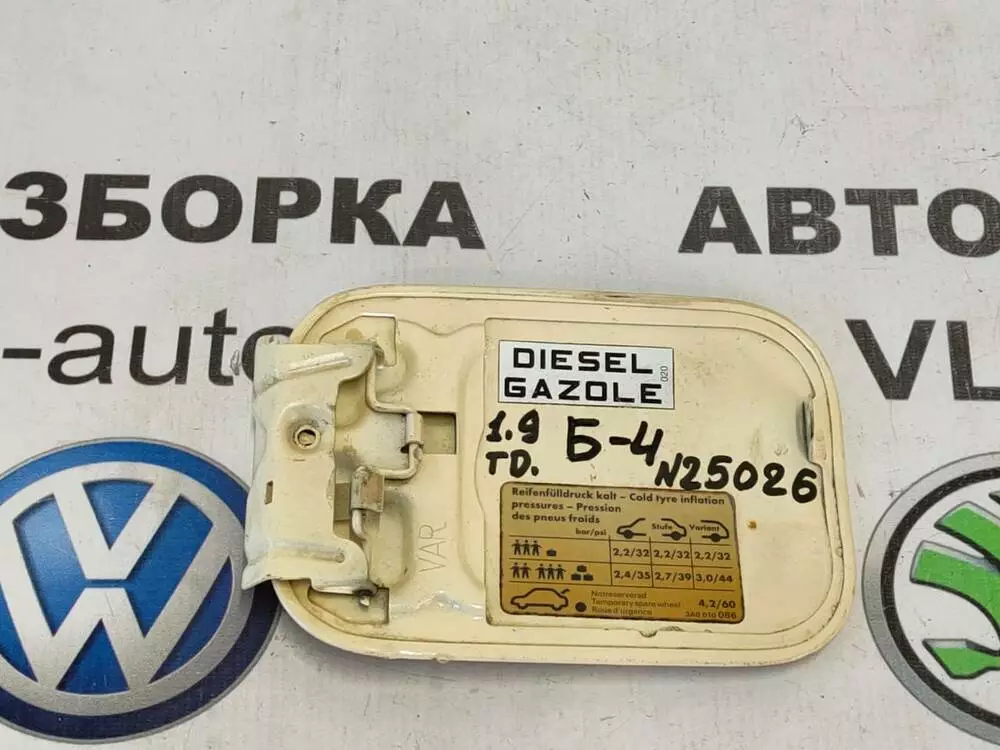 ЗБОРКА
АВТО
-auto
VL
DIESEL
GAZOLE
020
1.9
TD.
Б-4
N25026
VAR
Reifenfülldruck kalt – Cold tyre inflation
pressures – Pression
des pneus froids
bar/psi
Stufe
Variant
2,2/32 2,2/32 2,2/32
2,4/35 2,7/39 3,0/44
Notreserverad
Temporary spare wheel 4,2/60
Roue d'urgence
3A0 010 086